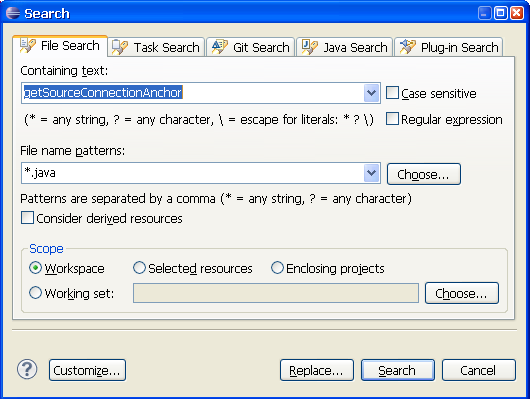 Search
File Search Task Search Git Search Java Search Plug-in Search
Containing text:
getSourceConnectionAnchor Case sensitive
(* = any string, ? = any character, \ = escape for literals: * ? \) Regular expression
File name patterns:
*.java Choose...
Patterns are separated by a comma (* = any string, ? = any character)
Consider derived resources
Scope
Workspace Selected resources Enclosing projects
Working set: Choose...
? Customize... Replace... Search Cancel